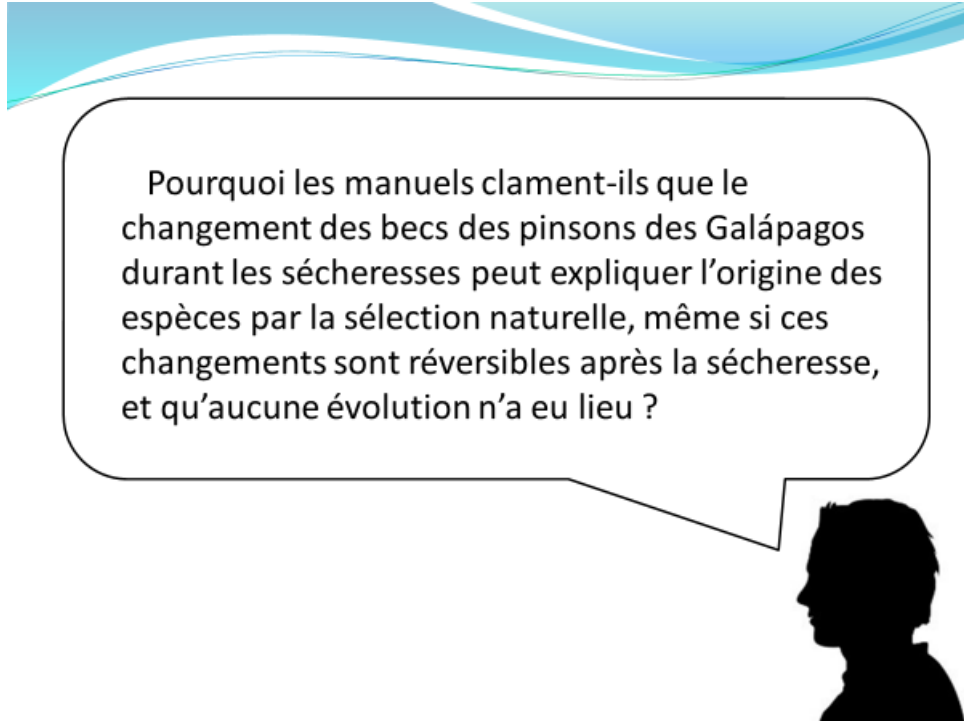 Pourquoi les manuels clament-ils que le
changement des becs des pinsons des Galápagos
durant les sécheresses peut expliquer l’origine des
espèces par la sélection naturelle, même si ces
changements sont réversibles après la sécheresse,
et qu’aucune évolution n’a eu lieu ?